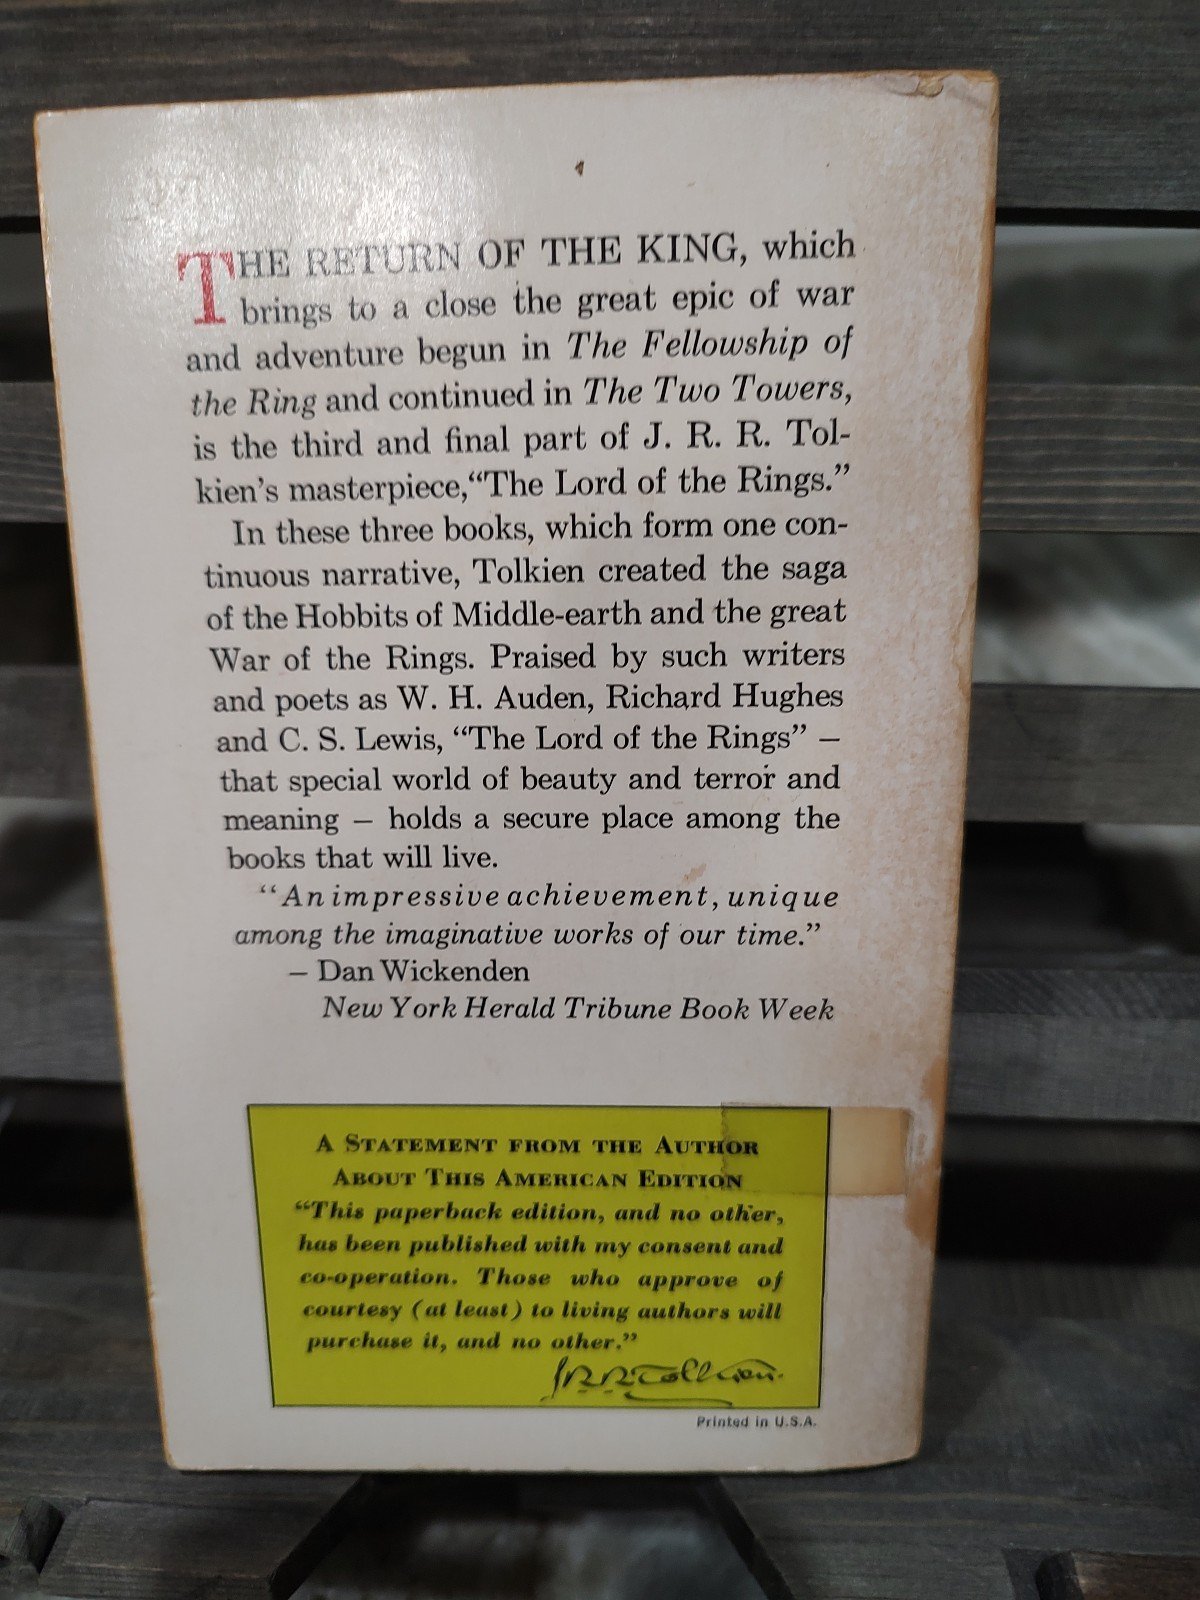 THE RETURN OF THE KING, which
brings to a close the great epic of war
and adventure begun in The Fellowship of
the Ring and continued in The Two Towers,
is the third and final part of J. R. R. Tol-
kien's masterpiece,“The Lord of the Rings.”
In these three books, which form one con-
tinuous narrative, Tolkien created the saga
of the Hobbits of Middle-earth and the great
War of the Rings. Praised by such writers
and poets as W. H. Auden, Richard Hughes
and C. S. Lewis, “The Lord of the Rings” –
that special world of beauty and terror and
meaning – holds a secure place among the
books that will live.
“An impressive achievement, unique
among the imaginative works of our time.”
– Dan Wickenden
New York Herald Tribune Book Week
A STATEMENT FROM THE AUTHOR
ABOUT THIS AMERICAN EDITION
“This paperback edition, and no other,
has been published with my consent and
co-operation. Those who approve of
courtesy (at least) to living authors will
purchase it, and no other.”
J.R.R. Tolkien.
Printed in U.S.A.